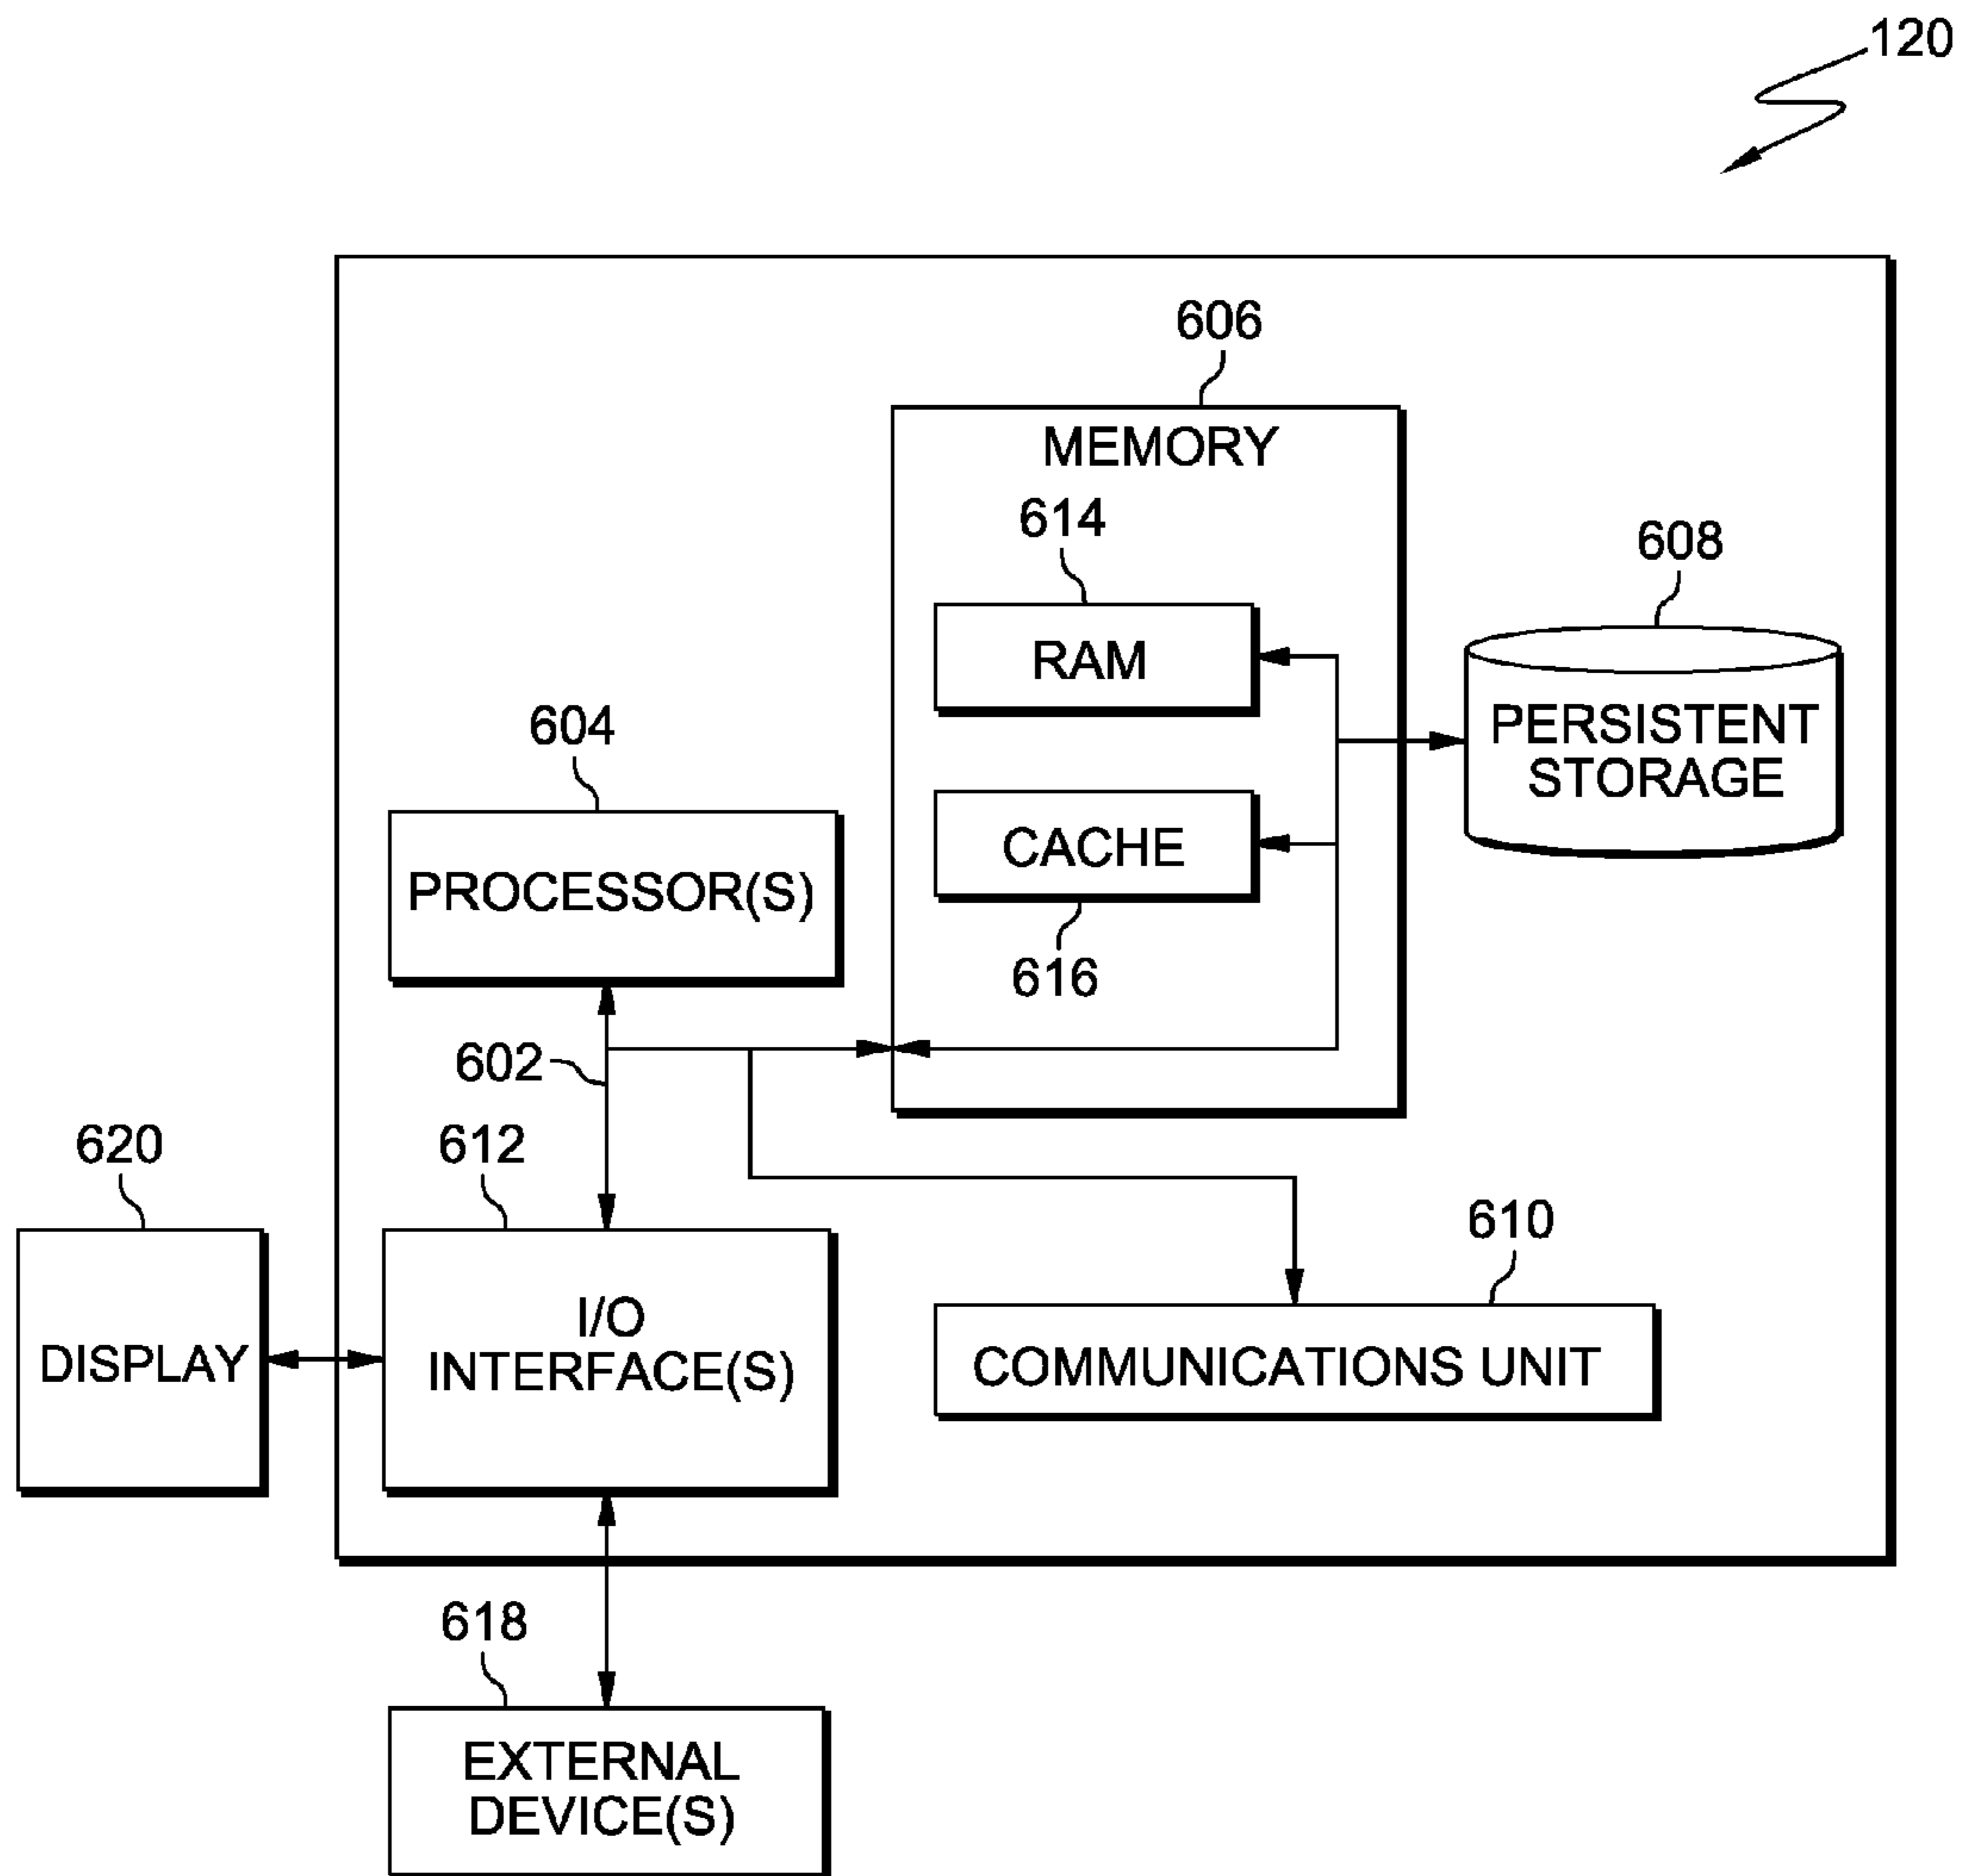 120
606
MEMORY
614
608
RAM
604
PERSISTENT
STORAGE
CACHE
PROCESSOR(S)
616
602
620
612
610
I/O
INTERFACE(S)
DISPLAY
COMMUNICATIONS UNIT
618
EXTERNAL
DEVICE(S)